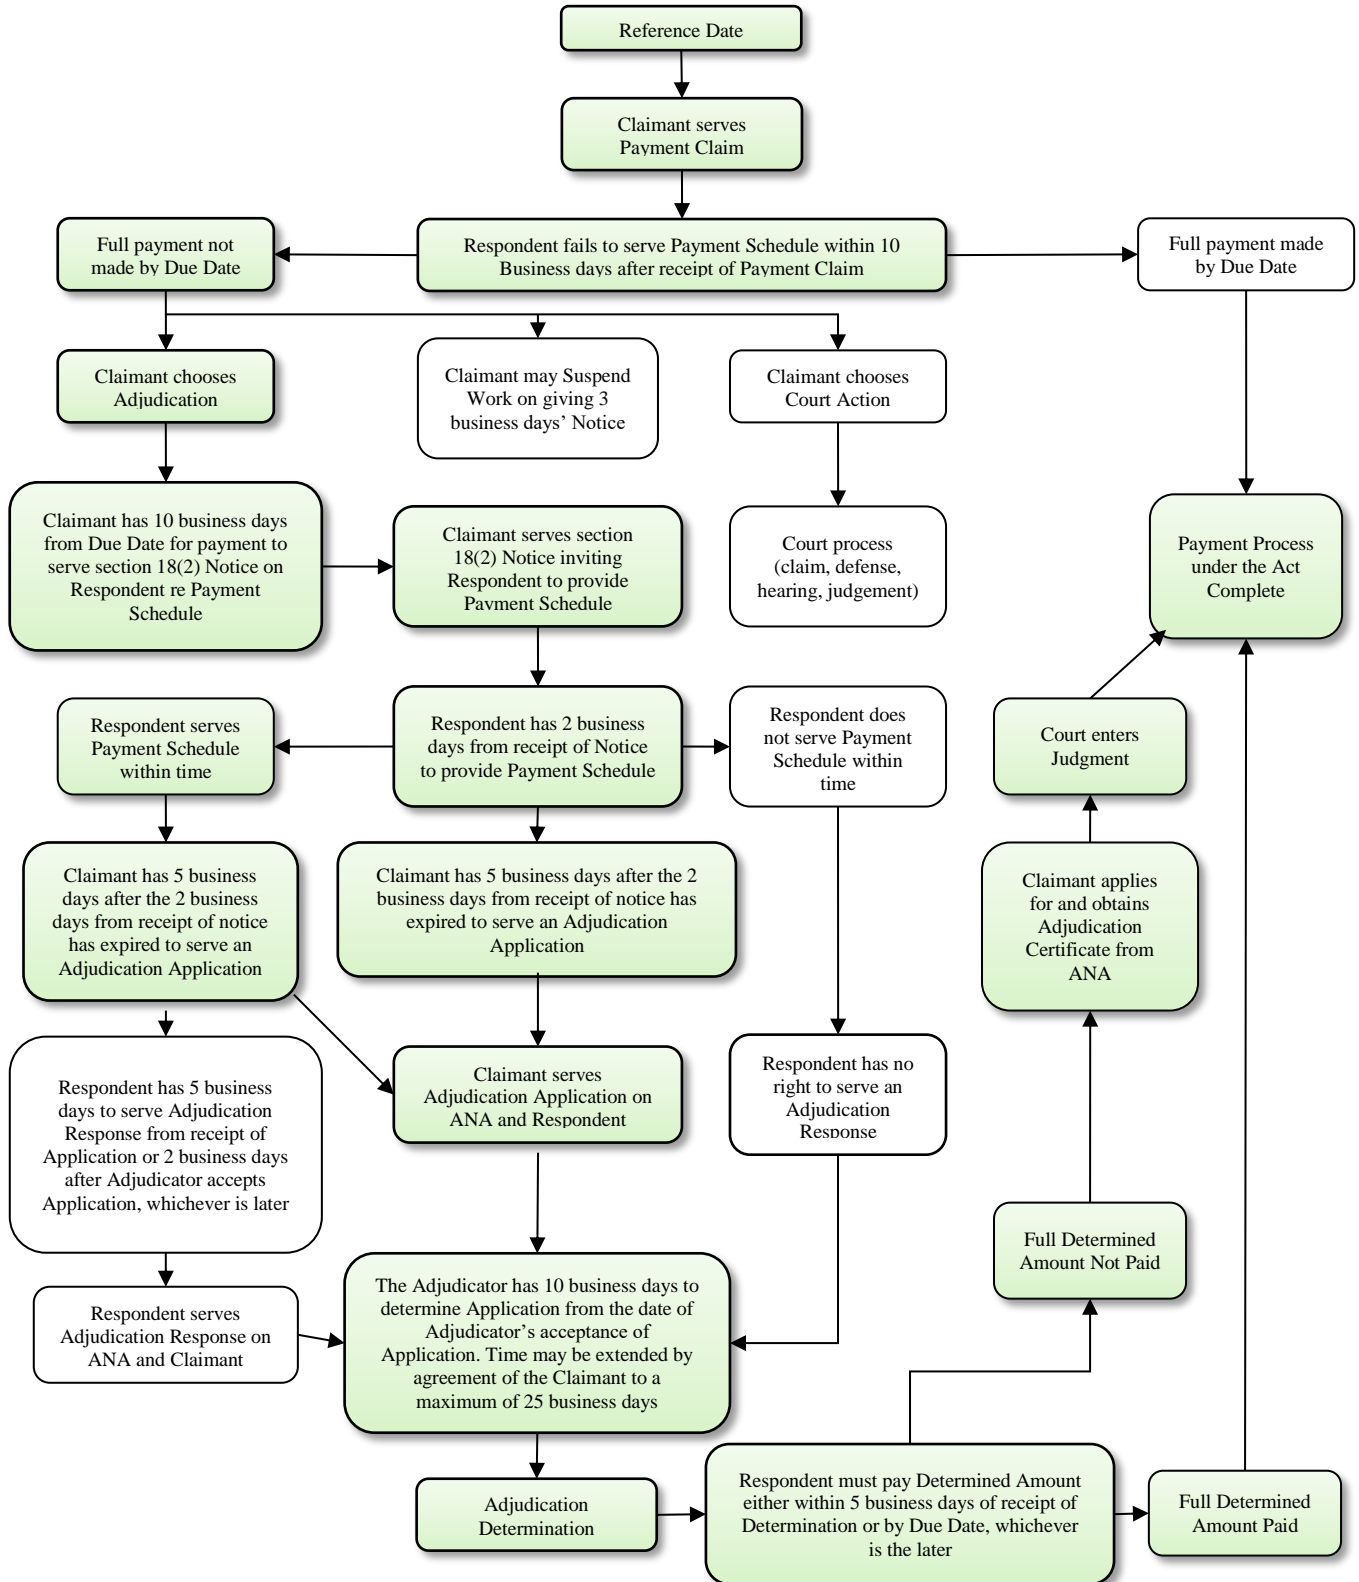 Reference Date
Claimant serves
Payment Claim
Full payment not
made by Due Date
Respondent fails to serve Payment Schedule within 10
Business days after receipt of Payment Claim
Full payment made
by Due Date
Claimant chooses
Adjudication
Claimant may Suspend
Work on giving 3
business days’ Notice
Claimant chooses
Court Action
Claimant has 10 business days
from Due Date for payment to
serve section 18(2) Notice on
Respondent re Payment
Schedule
Claimant serves section
18(2) Notice inviting
Respondent to provide
Payment Schedule
Court process
(claim, defense,
hearing, judgement)
Payment Process
under the Act
Complete
Respondent serves
Payment Schedule
within time
Respondent has 2 business
days from receipt of Notice
to provide Payment Schedule
Respondent does
not serve Payment
Schedule within
time
Court enters
Judgment
Claimant has 5 business
days after the 2 business
days from receipt of notice
has expired to serve an
Adjudication Application
Claimant has 5 business days after the 2
business days from receipt of notice has
expired to serve an Adjudication
Application
Claimant applies
for and obtains
Adjudication
Certificate from
ANA
Respondent has 5 business
days to serve Adjudication
Response from receipt of
Application or 2 business days
after Adjudicator accepts
Application, whichever is later
Claimant serves
Adjudication Application on
ANA and Respondent
Respondent has no
right to serve an
Adjudication
Response
Full Determined
Amount Not Paid
Respondent serves
Adjudication Response on
ANA and Claimant
The Adjudicator has 10 business days to
determine Application from the date of
Adjudicator’s acceptance of
Application. Time may be extended by
agreement of the Claimant to a
maximum of 25 business days
Adjudication
Determination
Respondent must pay Determined Amount
either within 5 business days of receipt of
Determination or by Due Date, whichever
is the later
Full Determined
Amount Paid